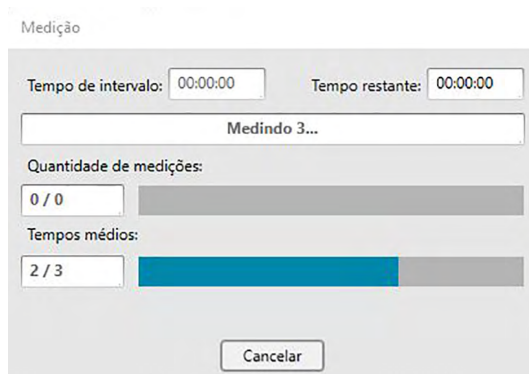 Medição
Tempo de intervalo: 00:00:00 Tempo restante: 00:00:00
Medindo 3...
Quantidade de medições:
0 / 0
Tempos médios:
2 / 3
Cancelar